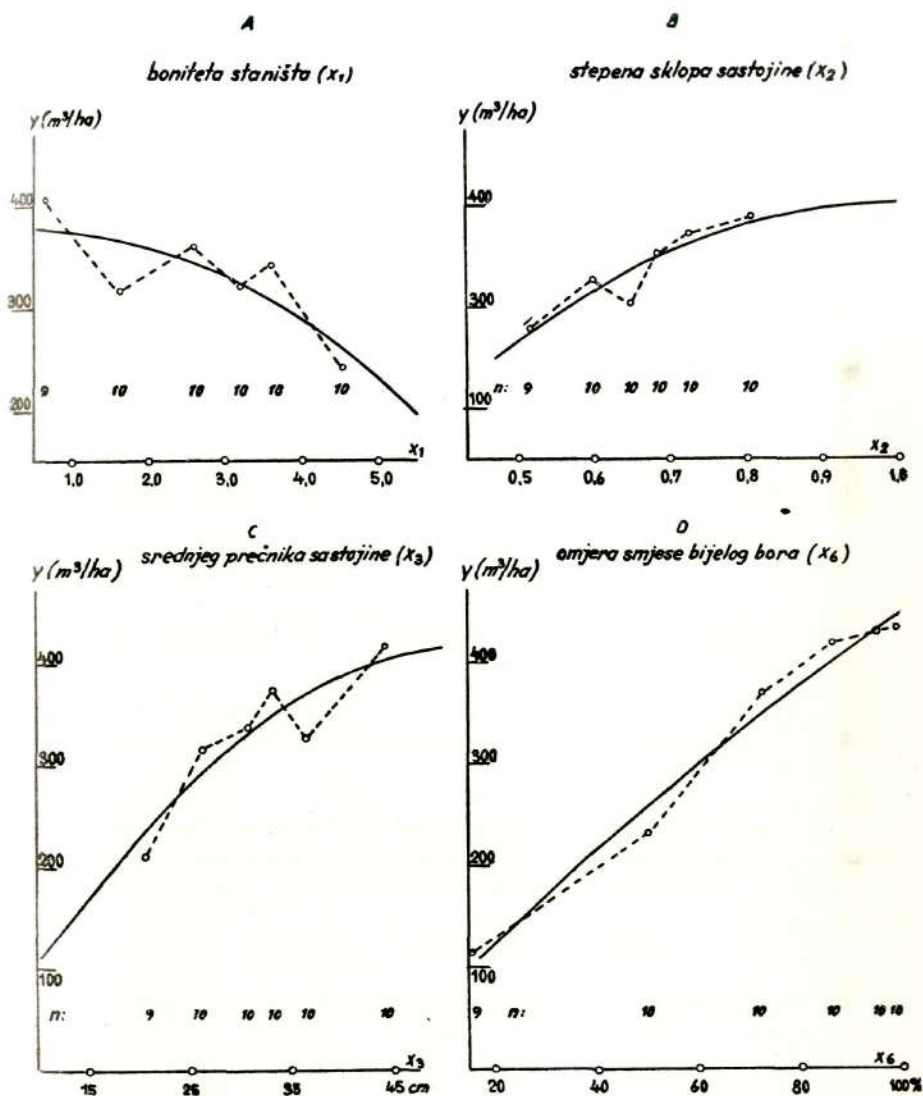 A
boniteta staništa (x₁)
y (m³/ha)
400
300
200
9 10 10 10 10 10
x₁
1,0 2,0 3,0 4,0 5,0
B
stepena sklopa sastojine (x₂)
y (m³/ha)
400
300
100
n: 9 10 10 10 10 10
x₂
0,5 0,6 0,7 0,8 0,9 1,0
C
srednjeg prečnika sastojine (x₃)
y (m³/ha)
400
300
200
100
n: 9 10 10 10 10 10
x₃
15 25 35 45 cm
D
omjera smjese bijelog bora (x₆)
y (m³/ha)
400
300
200
100
9 n: 10 10 10 10 10
x₆
20 40 60 80 100%